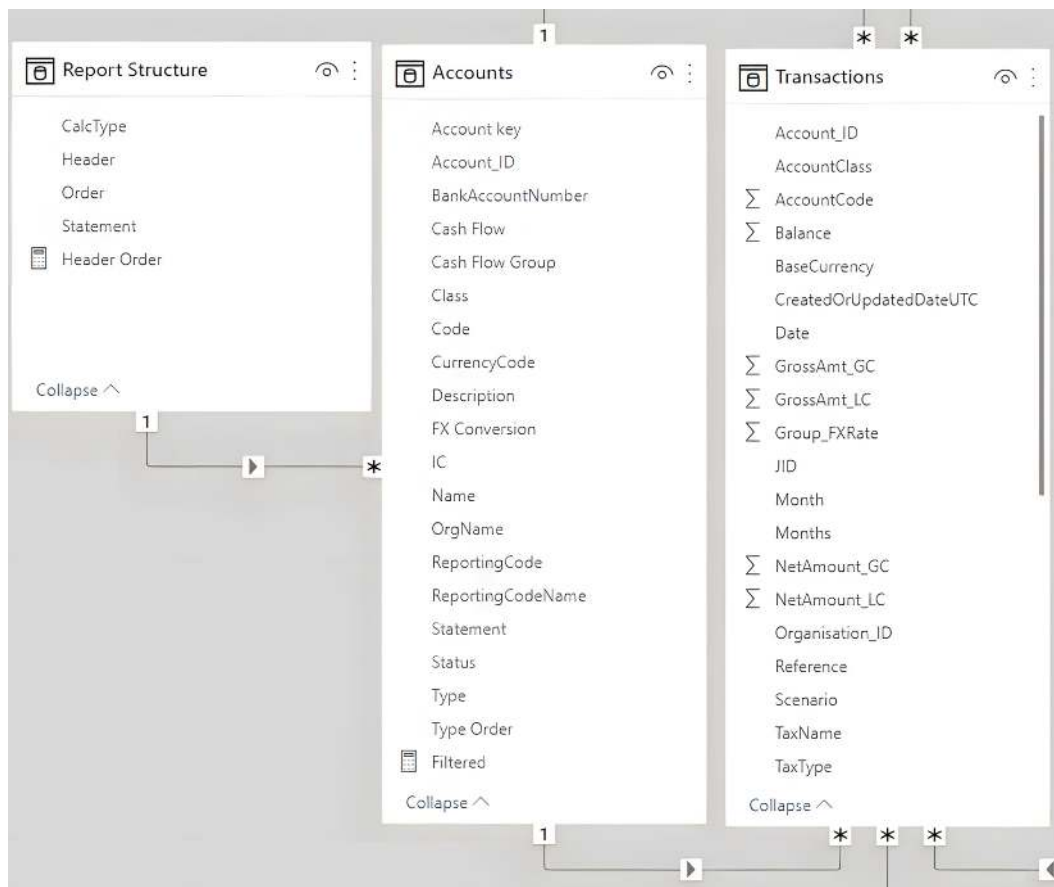 Report Structure
CalcType
Header
Order
Statement
Header Order
Collapse
1
*
1
Accounts
Account key
Account_ID
BankAccountNumber
Cash Flow
Cash Flow Group
Class
Code
CurrencyCode
Description
FX Conversion
IC
Name
OrgName
ReportingCode
ReportingCodeName
Statement
Status
Type
Type Order
Filtered
Collapse
1
* *
Transactions
Account_ID
AccountClass
∑ AccountCode
∑ Balance
BaseCurrency
CreatedOrUpdatedDateUTC
Date
∑ GrossAmt_GC
∑ GrossAmt_LC
∑ Group_FXRate
JID
Month
Months
∑ NetAmount_GC
∑ NetAmount_LC
Organisation_ID
Reference
Scenario
TaxName
TaxType
Collapse
* * *